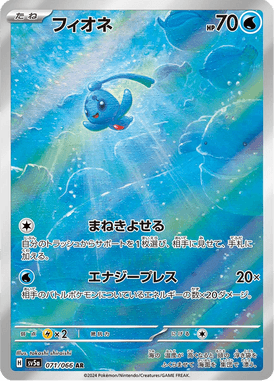 たね フィオネ HP70
まねきよせる
自分のトラッシュからサポートを1枚選び、相手に見せて、手札に
加える。
エナジープレス 20×
相手のバトルポケモンについているエネルギーの数×20ダメージ。
×2
Illus.
H SV5a 071/066 AR
©2024 Pokémon/Nintendo/Creatures/GAME FREAK.